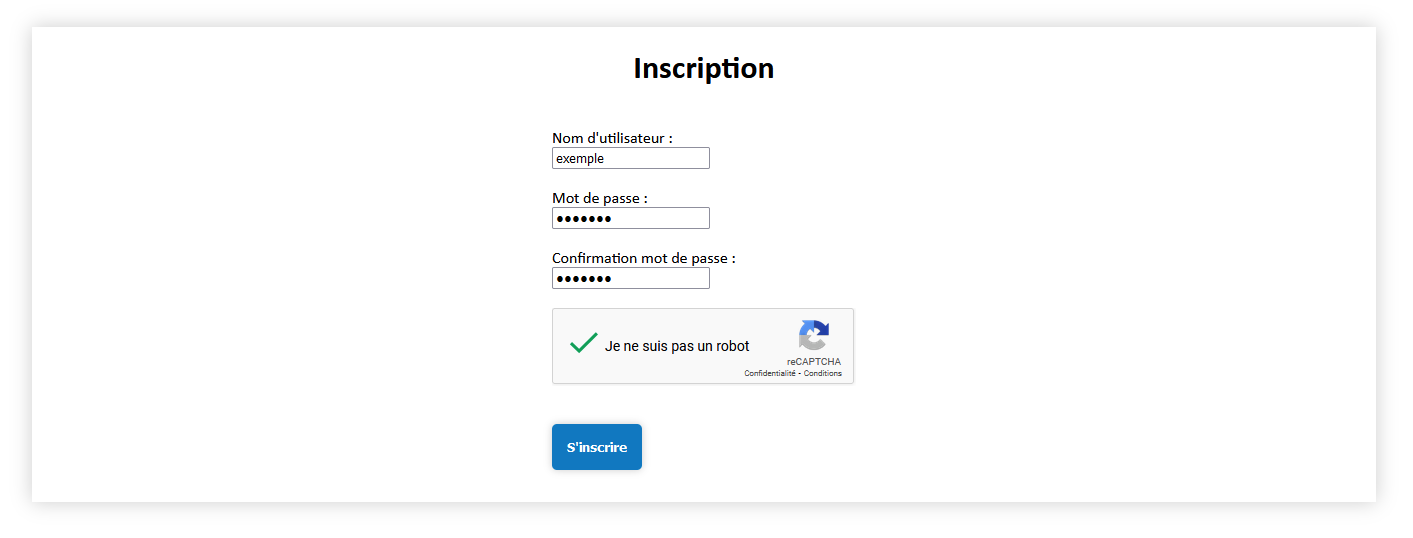 Inscription
Nom d'utilisateur :
exemple
Mot de passe :
•••••••
Confirmation mot de passe :
•••••••
Je ne suis pas un robot
reCAPTCHA
Confidentialité - Conditions
S'inscrire